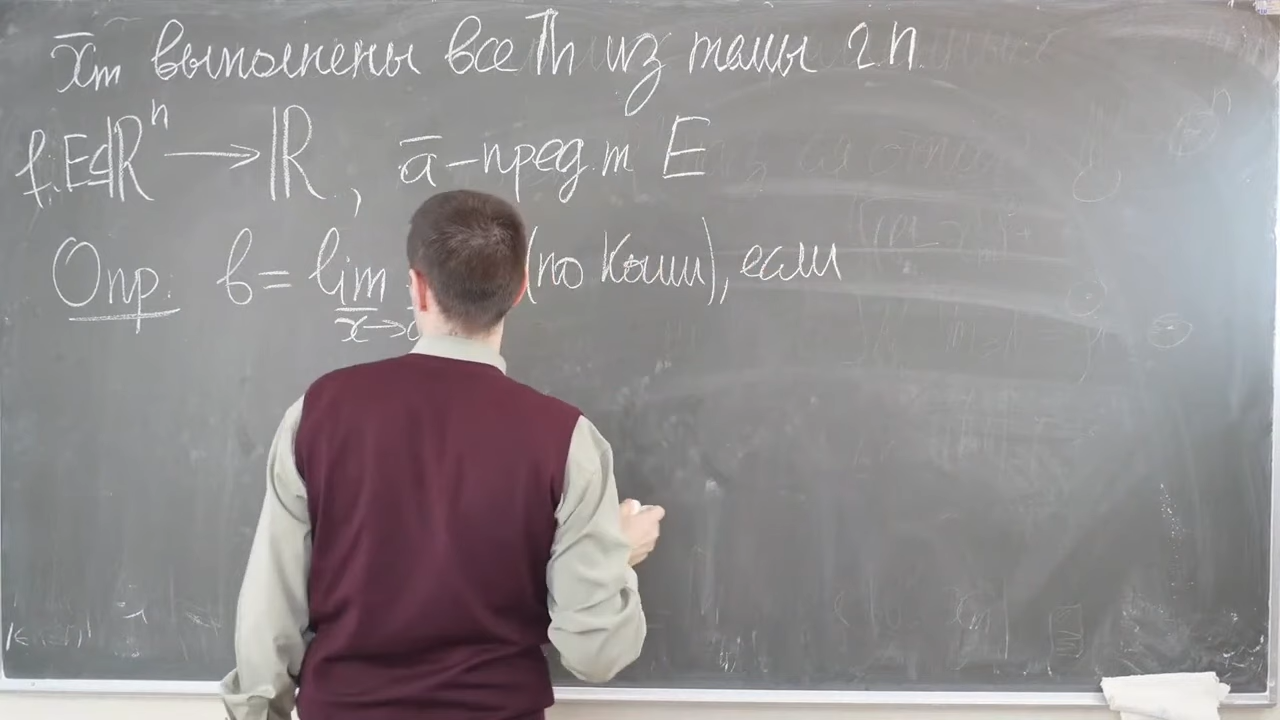 x̄m выполнены все Th из темы 2 п
f: E⊆ℝⁿ → ℝ, ā – пред. т E
Опр: b = lim (по Коши), если
x̄→